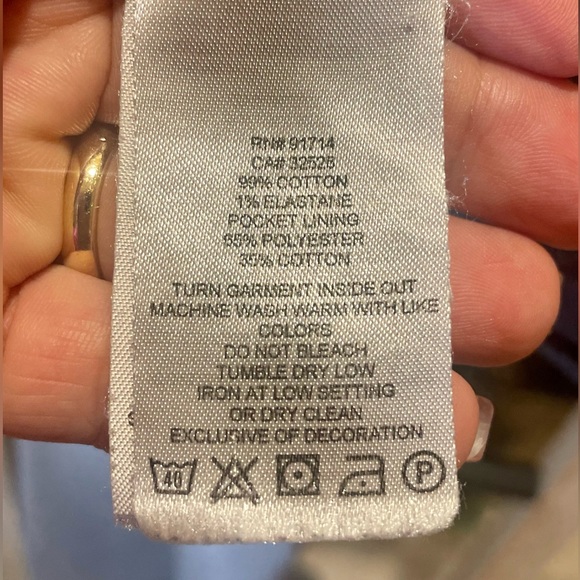 RN# 91714
CA# 32528
99% COTTON
1% ELASTANE
POCKET LINING
65% POLYESTER
35% COTTON
TURN GARMENT INSIDE OUT
MACHINE WASH WARM WITH LIKE
COLORS
DO NOT BLEACH
TUMBLE DRY LOW
IRON AT LOW SETTING
OR DRY CLEAN
EXCLUSIVE OF DECORATION
40 P